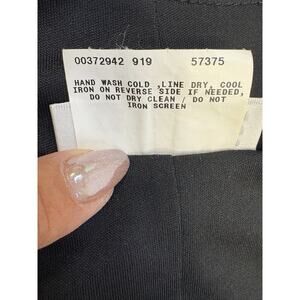 00372942 919 57375
HAND WASH COLD ,LINE DRY, COOL
IRON ON REVERSE SIDE IF NEEDED,
DO NOT DRY CLEAN / DO NOT
IRON SCREEN